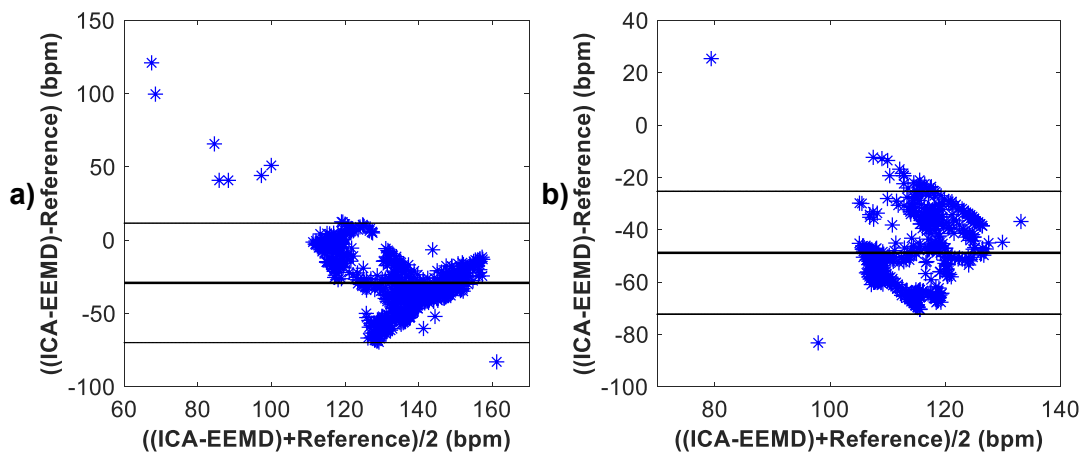 a)
((ICA-EEMD)-Reference) (bpm)
150
100
50
0
-50
-100
60 80 100 120 140 160
((ICA-EEMD)+Reference)/2 (bpm)
b)
((ICA-EEMD)-Reference) (bpm)
40
20
0
-20
-40
-60
-80
-100
80 100 120 140
((ICA-EEMD)+Reference)/2 (bpm)